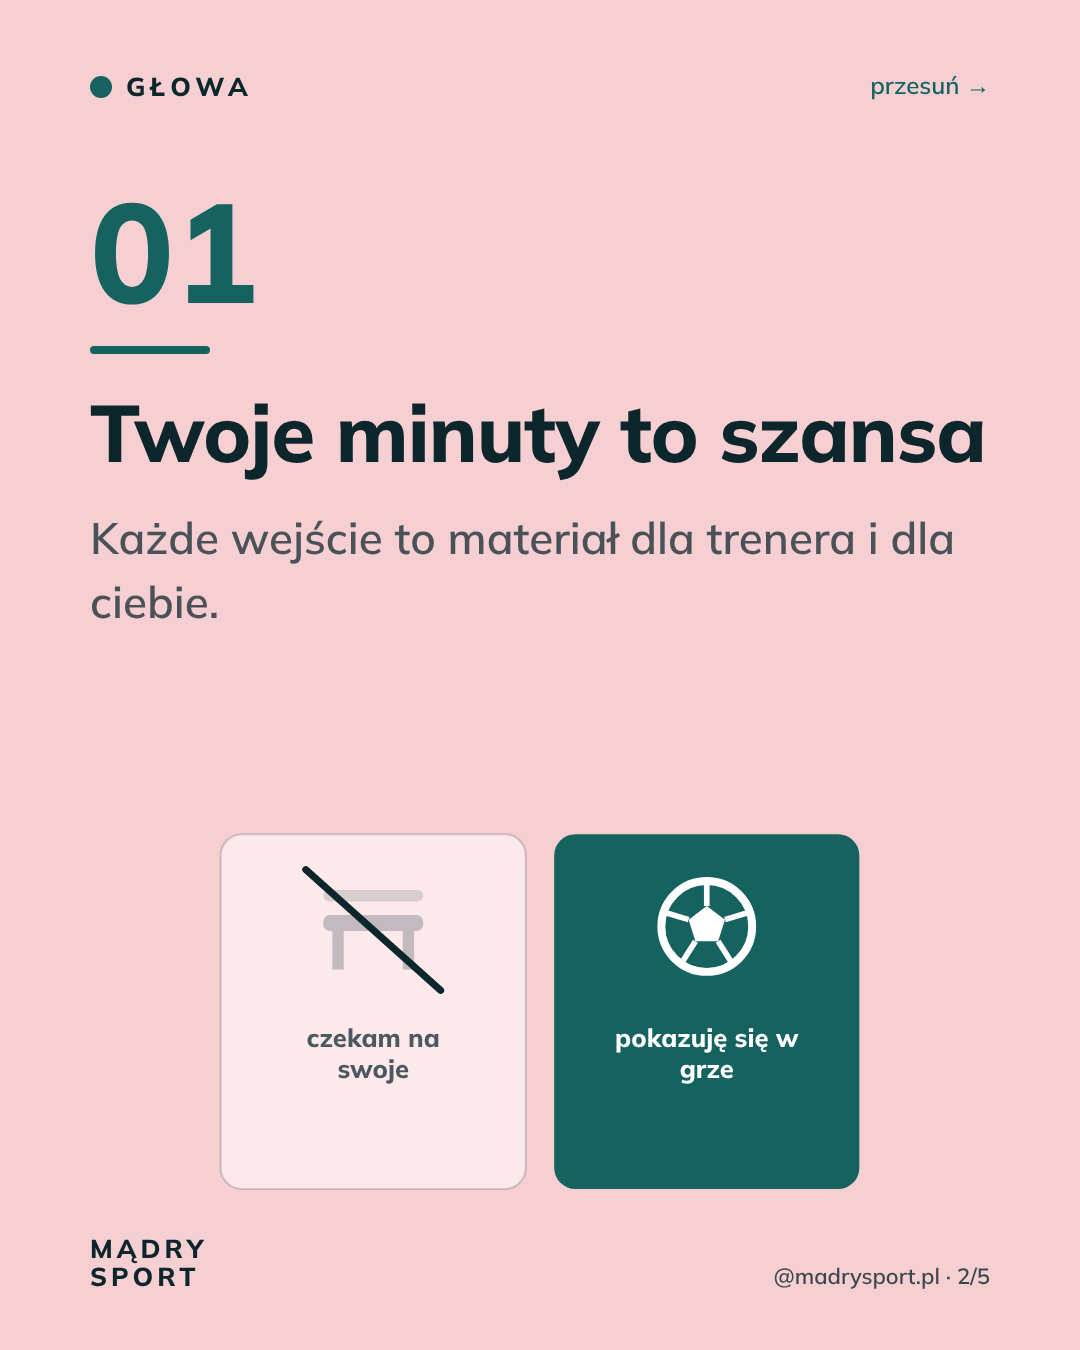 GŁOWA
przesuń →
01
Twoje minuty to szansa
Każde wejście to materiał dla trenera i dla
ciebie.
czekam na
swoje
pokazuję się w
grze
MĄDRY
SPORT
@madrysport.pl · 2/5